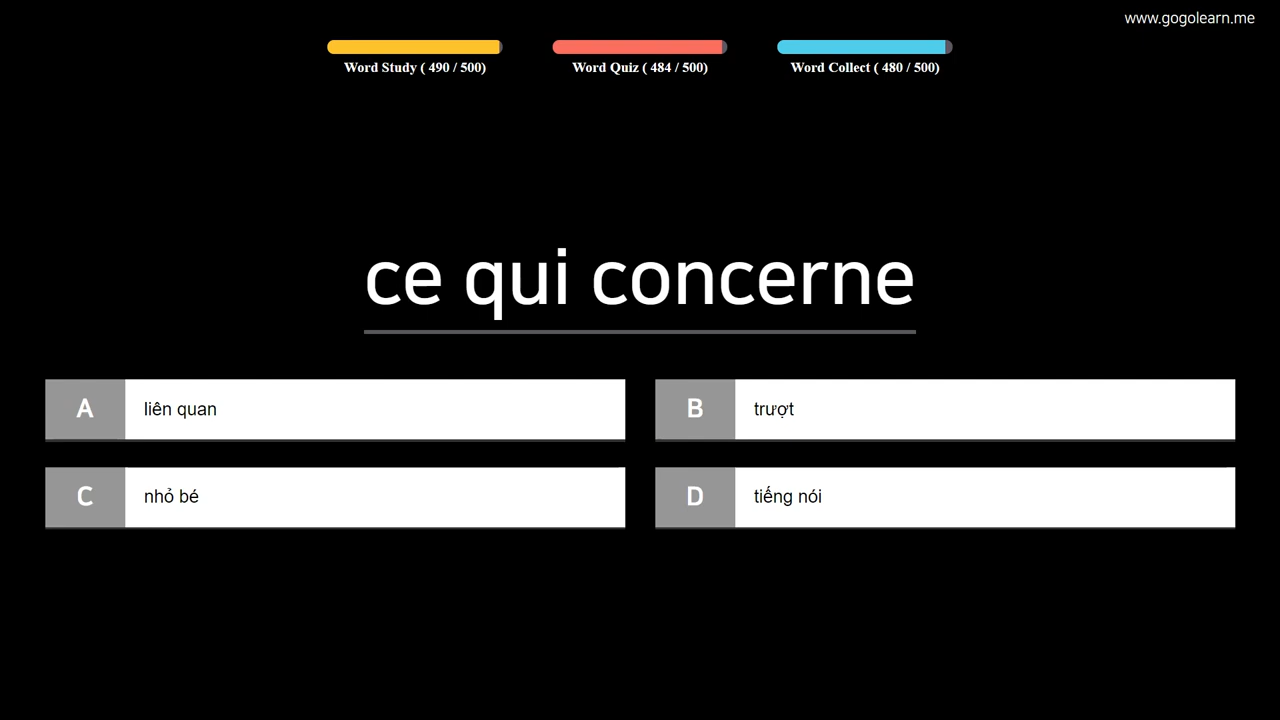 www.gogolearn.me
Word Study ( 490 / 500)
Word Quiz ( 484 / 500)
Word Collect ( 480 / 500)
ce qui concerne
A liên quan
B trượt
C nhỏ bé
D tiếng nói